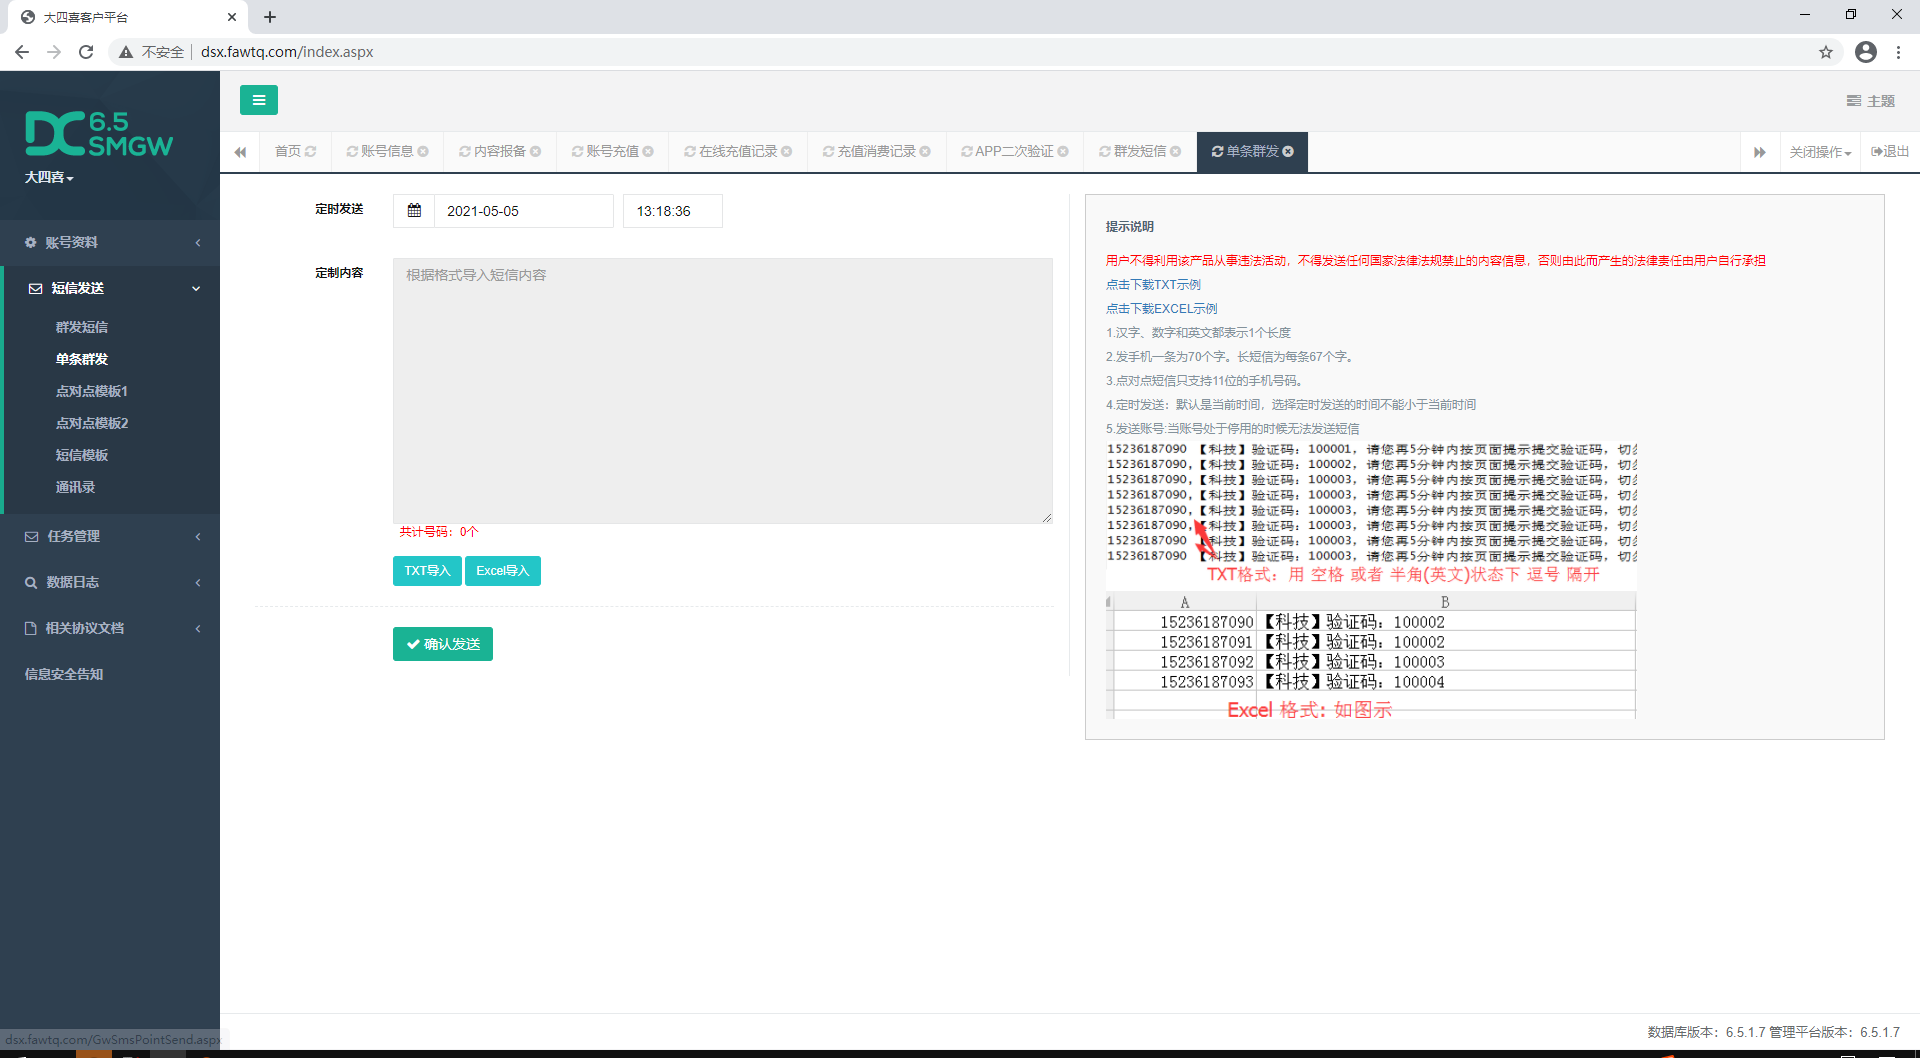 大四喜客户平台
不安全
dsx.fawtq.com/index.aspx
DC 6.5 SMGW
大四喜
账号资料
短信发送
群发短信
单条群发
点对点模板1
点对点模板2
短信模板
通讯录
任务管理
数据日志
相关协议文档
信息安全告知
dsx.fawtq.com/GwSmsPointSend.aspx
主题
首页
账号信息
内容报备
账号充值
在线充值记录
充值消费记录
APP二次验证
群发短信
单条群发
关闭操作
退出
定时发送
2021-05-05
13:18:36
定制内容
根据格式导入短信内容
共计号码：0个
TXT导入
Excel导入
确认发送
提示说明
用户不得利用该产品从事违法活动，不得发送任何国家法律法规禁止的内容信息，否则由此而产生的法律责任由用户自行承担
点击下载TXT示例
点击下载EXCEL示例
1.汉字、数字和英文都表示1个长度
2.发手机一条为70个字。长短信为每条67个字。
3.点对点短信只支持11位的手机号码。
4.定时发送：默认是当前时间，选择定时发送的时间不能小于当前时间
5.发送账号:当账号处于停用的时候无法发送短信
15236187090 【科技】验证码：100001，请您再5分钟内按页面提示提交验证码，切
15236187090,【科技】验证码：100002，请您再5分钟内按页面提示提交验证码，切
15236187090,【科技】验证码：100003，请您再5分钟内按页面提示提交验证码，切
15236187090,【科技】验证码：100003，请您再5分钟内按页面提示提交验证码，切
15236187090,【科技】验证码：100003，请您再5分钟内按页面提示提交验证码，切
15236187090,【科技】验证码：100003，请您再5分钟内按页面提示提交验证码，切
15236187090 【科技】验证码：100003，请您再5分钟内按页面提示提交验证码，切
15236187090 【科技】验证码：100003，请您再5分钟内按页面提示提交验证码，切
TXT格式：用 空格 或者 半角(英文)状态下 逗号 隔开
A B
15236187090 【科技】验证码：100002
15236187091 【科技】验证码：100002
15236187092 【科技】验证码：100003
15236187093 【科技】验证码：100004
Excel 格式：如图示
数据库版本：6.5.1.7 管理平台版本：6.5.1.7